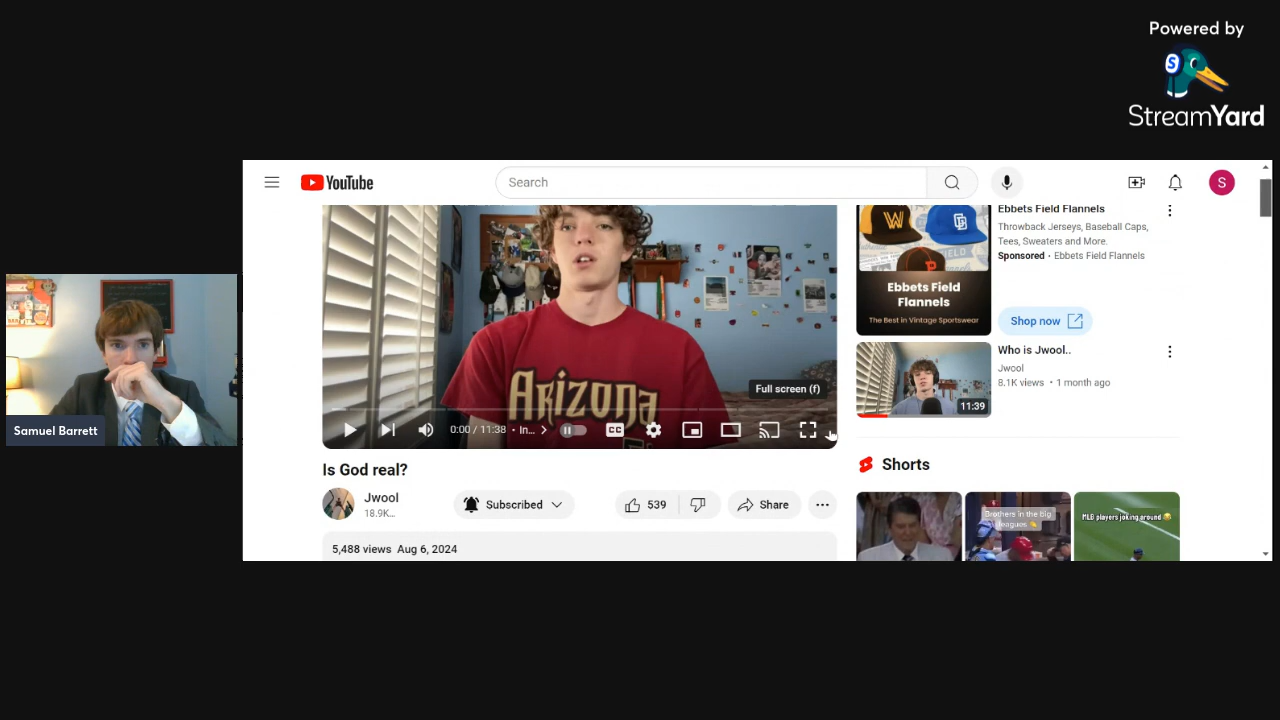 Powered by
S
StreamYard
YouTube
Search
S
Ebbets Field Flannels
Throwback Jerseys, Baseball Caps,
Tees, Sweaters and More.
Sponsored • Ebbets Field Flannels
Ebbets Field
Flannels
The Best in Vintage Sportswear
Shop now
Who is Jwool..
Jwool
8.1K views • 1 month ago
11:39
Arizona
Full screen (f)
0:00 / 11:38 • In...
CC
Samuel Barrett
Is God real?
Jwool
18.9K...
Subscribed
539
Share
Shorts
Brothers in the big
leagues
MLB players joking around
5,488 views Aug 6, 2024